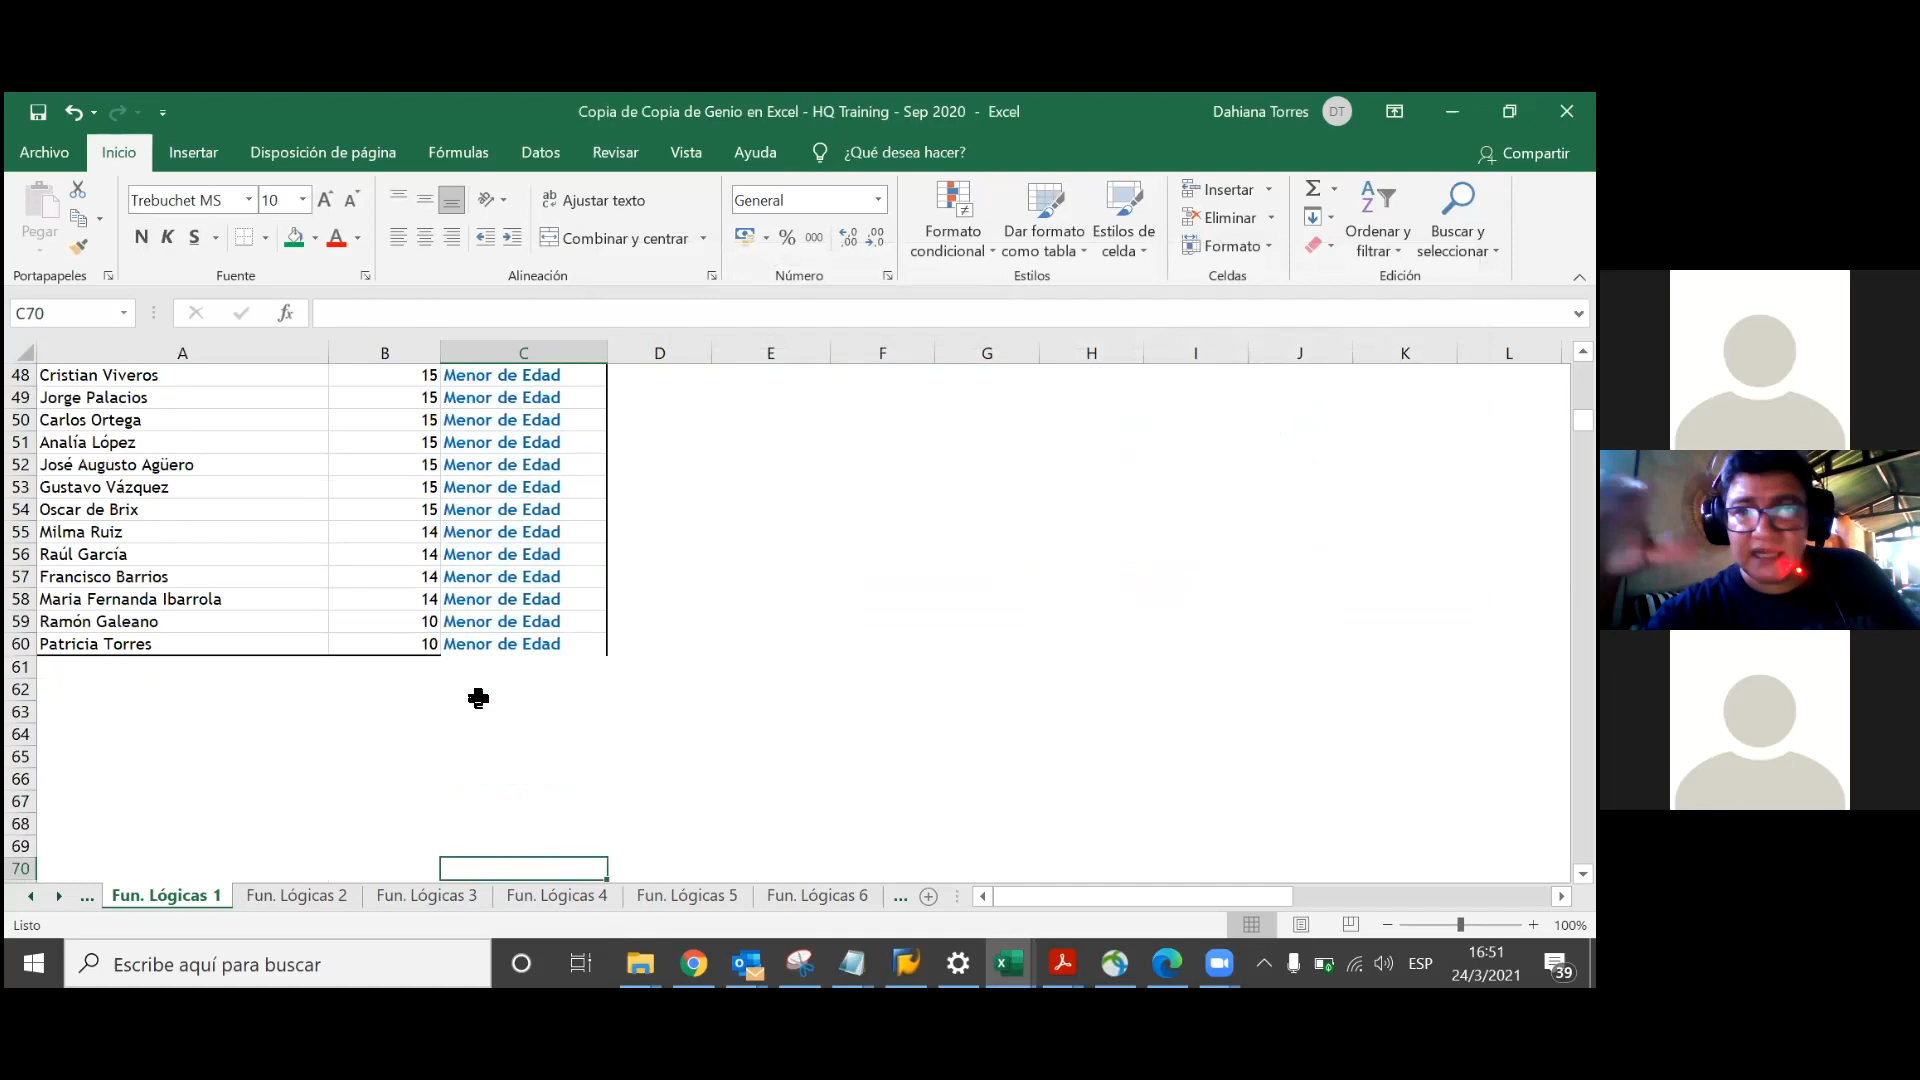 Copia de Copia de Genio en Excel - HQ Training - Sep 2020 - Excel
Dahiana Torres DT
Archivo Inicio Insertar Disposición de página Fórmulas Datos Revisar Vista Ayuda ¿Qué desea hacer? Compartir
Pegar
Portapapeles
Trebuchet MS 10
N K S
Fuente
Ajustar texto
Combinar y centrar
Alineación
General
% 000
Número
Formato condicional
Dar formato como tabla
Estilos de celda
Estilos
Insertar
Eliminar
Formato
Celdas
Ordenar y filtrar
Buscar y seleccionar
Edición
C70 fx
A B C D E F G H I J K L
48 Cristian Viveros 15 Menor de Edad
49 Jorge Palacios 15 Menor de Edad
50 Carlos Ortega 15 Menor de Edad
51 Analía López 15 Menor de Edad
52 José Augusto Agüero 15 Menor de Edad
53 Gustavo Vázquez 15 Menor de Edad
54 Oscar de Brix 15 Menor de Edad
55 Milma Ruiz 14 Menor de Edad
56 Raúl García 14 Menor de Edad
57 Francisco Barrios 14 Menor de Edad
58 Maria Fernanda Ibarrola 14 Menor de Edad
59 Ramón Galeano 10 Menor de Edad
60 Patricia Torres 10 Menor de Edad
61
62
63
64
65
66
67
68
69
70
... Fun. Lógicas 1 Fun. Lógicas 2 Fun. Lógicas 3 Fun. Lógicas 4 Fun. Lógicas 5 Fun. Lógicas 6 ...
Listo 100%
Escribe aquí para buscar
ESP
16:51
24/3/2021
39